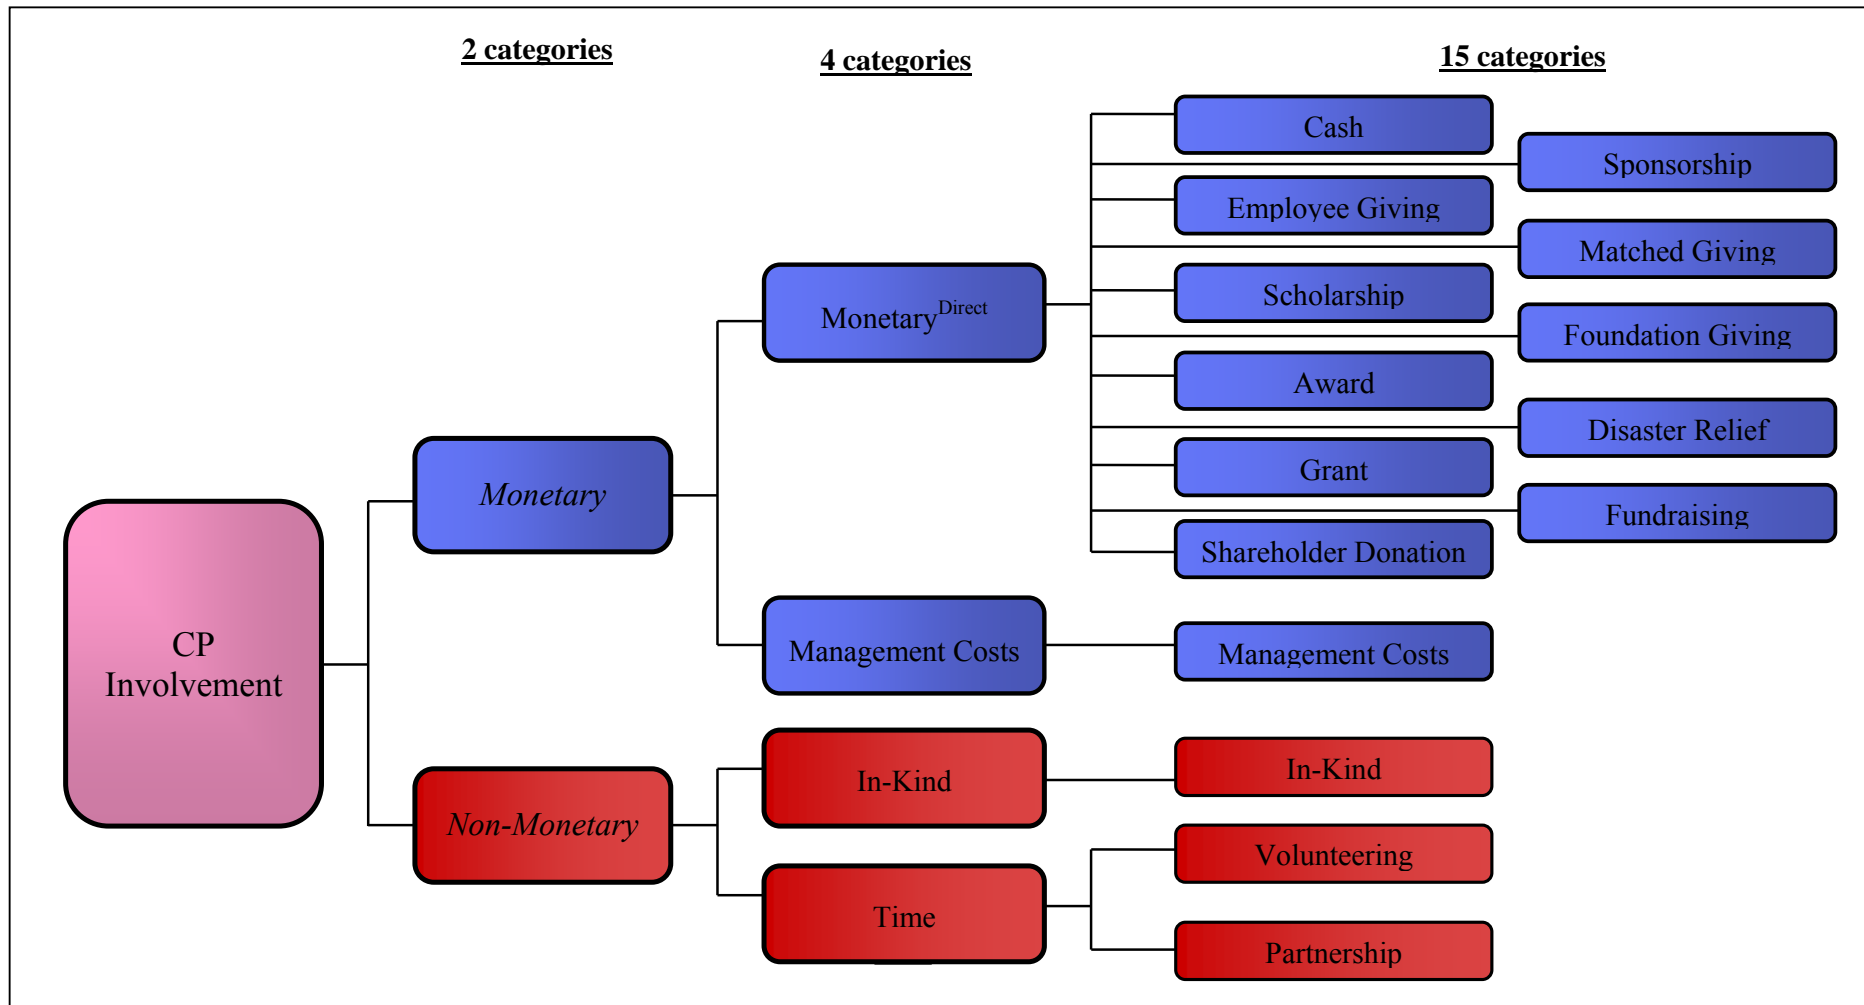 2 categories
4 categories
15 categories
Cash
Sponsorship
Employee Giving
Matched Giving
Monetary^Direct
Scholarship
Foundation Giving
Award
Disaster Relief
Monetary
Grant
Fundraising
Shareholder Donation
CP
Involvement
Management Costs
Management Costs
Non-Monetary
In-Kind
In-Kind
Volunteering
Time
Partnership